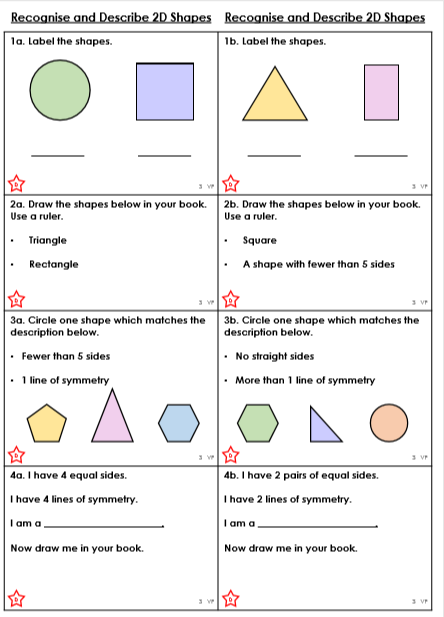 Recognise and Describe 2D Shapes
Recognise and Describe 2D Shapes
1a. Label the shapes.
D
3 VF
1b. Label the shapes.
D
3 VF
2a. Draw the shapes below in your book.
Use a ruler.
• Triangle
• Rectangle
D
3 VF
2b. Draw the shapes below in your book.
Use a ruler.
• Square
• A shape with fewer than 5 sides
D
3 VF
3a. Circle one shape which matches the
description below.
• Fewer than 5 sides
• 1 line of symmetry
D
3 VF
3b. Circle one shape which matches the
description below.
• No straight sides
• More than 1 line of symmetry
D
3 VF
4a. I have 4 equal sides.
I have 4 lines of symmetry.
I am a ____________________.
Now draw me in your book.
D
3 VF
4b. I have 2 pairs of equal sides.
I have 2 lines of symmetry.
I am a ____________________.
Now draw me in your book.
D
3 VF